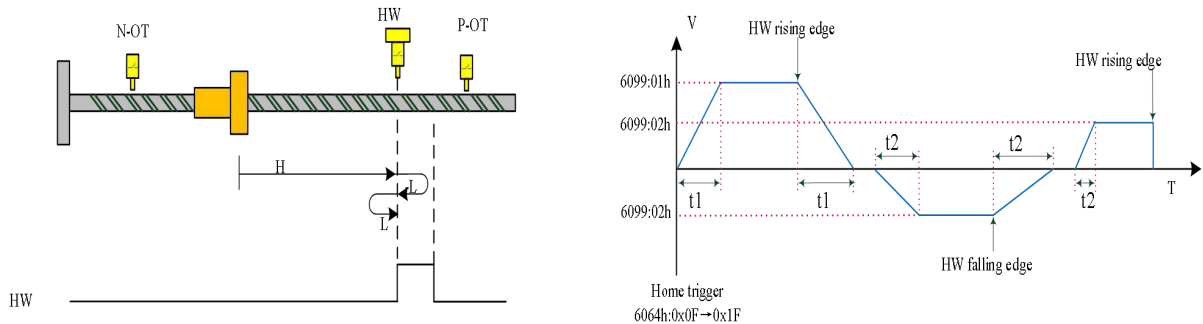 N-OT
HW
P-OT
H
-L
L
HW
V
HW rising edge
HW rising edge
6099:01h
6099:02h
t2
t2
t1
t1
t2
T
6099:02h
HW falling edge
Home trigger
6064h:0x0F→0x1F